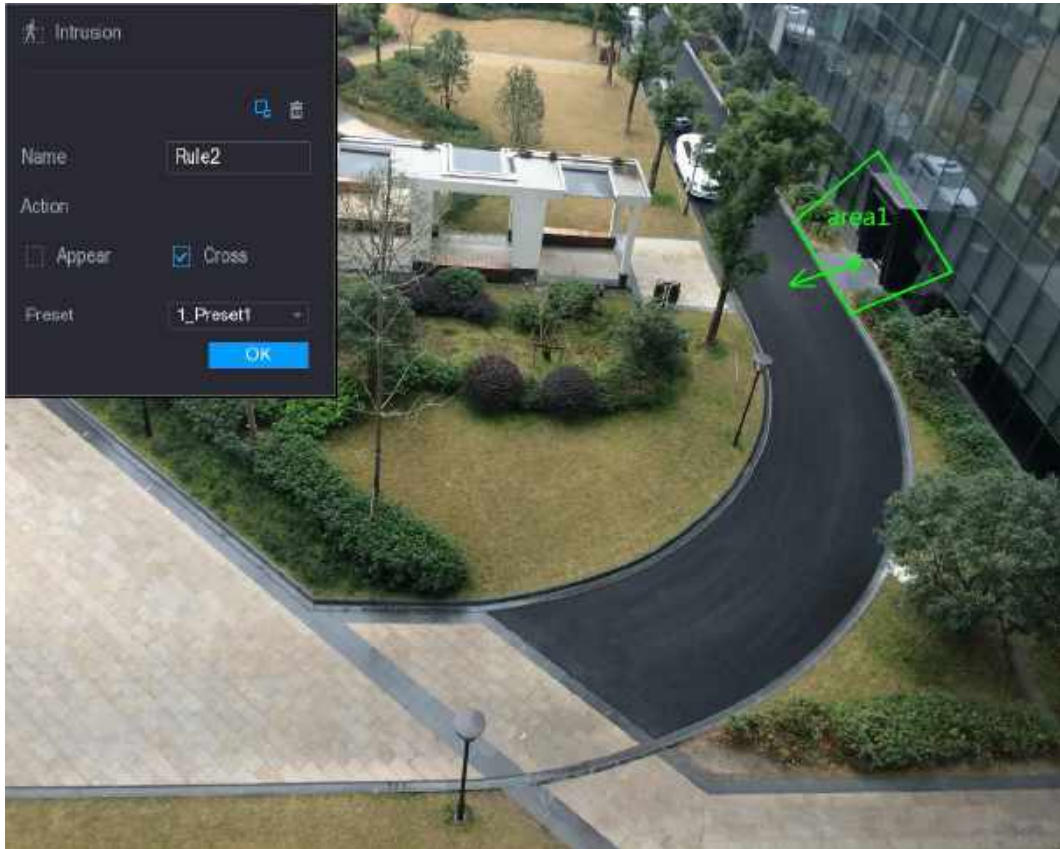 Intrusion
Name Rule2
Action
Appear Cross
Preset 1_Preset1
OK
area1